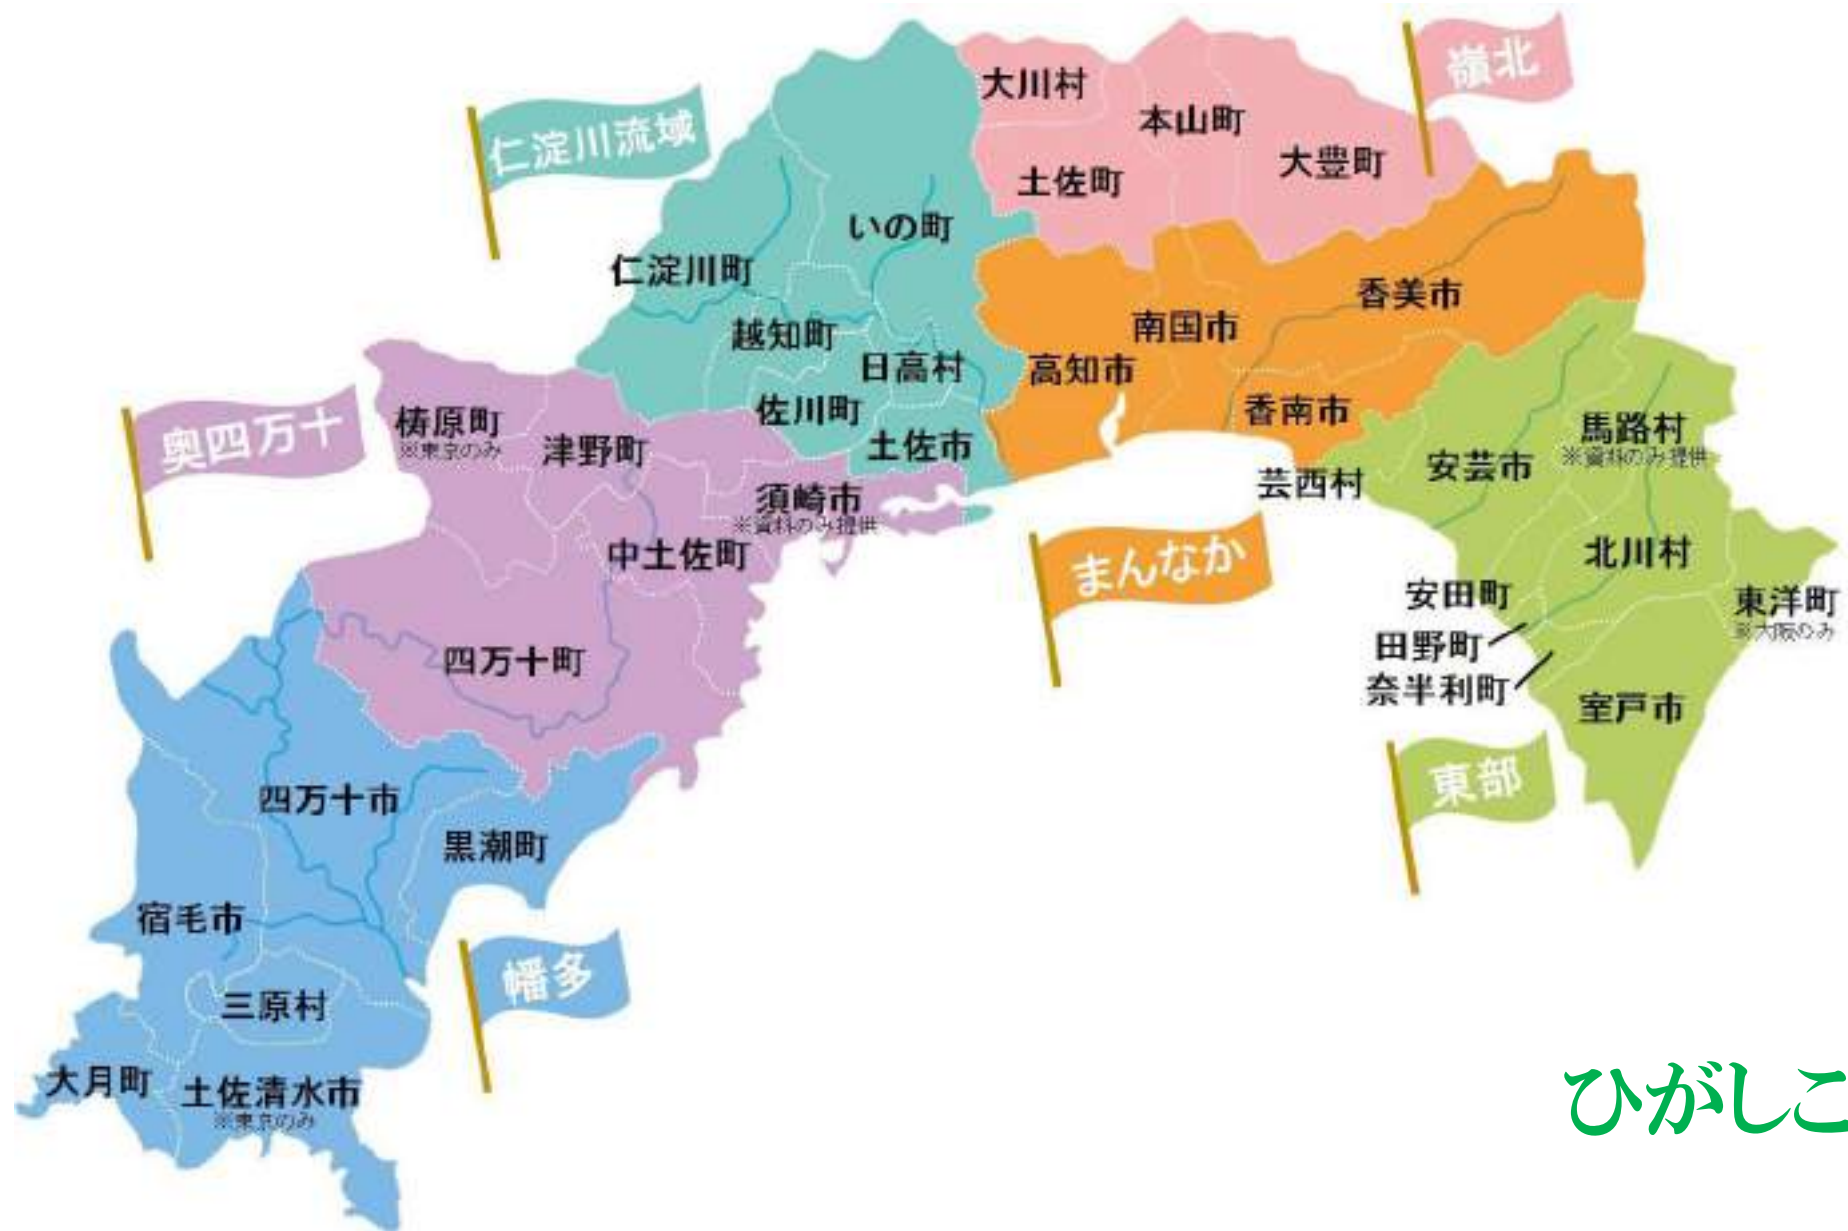 嶺北
大川村
本山町
大豊町
土佐町
仁淀川流域
いの町
仁淀川町
越知町
日高村
佐川町
土佐市
香美市
南国市
高知市
香南市
まんなか
奥四万十
梼原町
※東京のみ
津野町
須崎市
※資料のみ提供
中土佐町
四万十町
馬路村
※資料のみ提供
安芸市
芸西村
北川村
安田町
田野町
奈半利町
東洋町
※大阪のみ
室戸市
東部
四万十市
黒潮町
宿毛市
幡多
三原村
大月町
土佐清水市
※東京のみ
ひがしこ